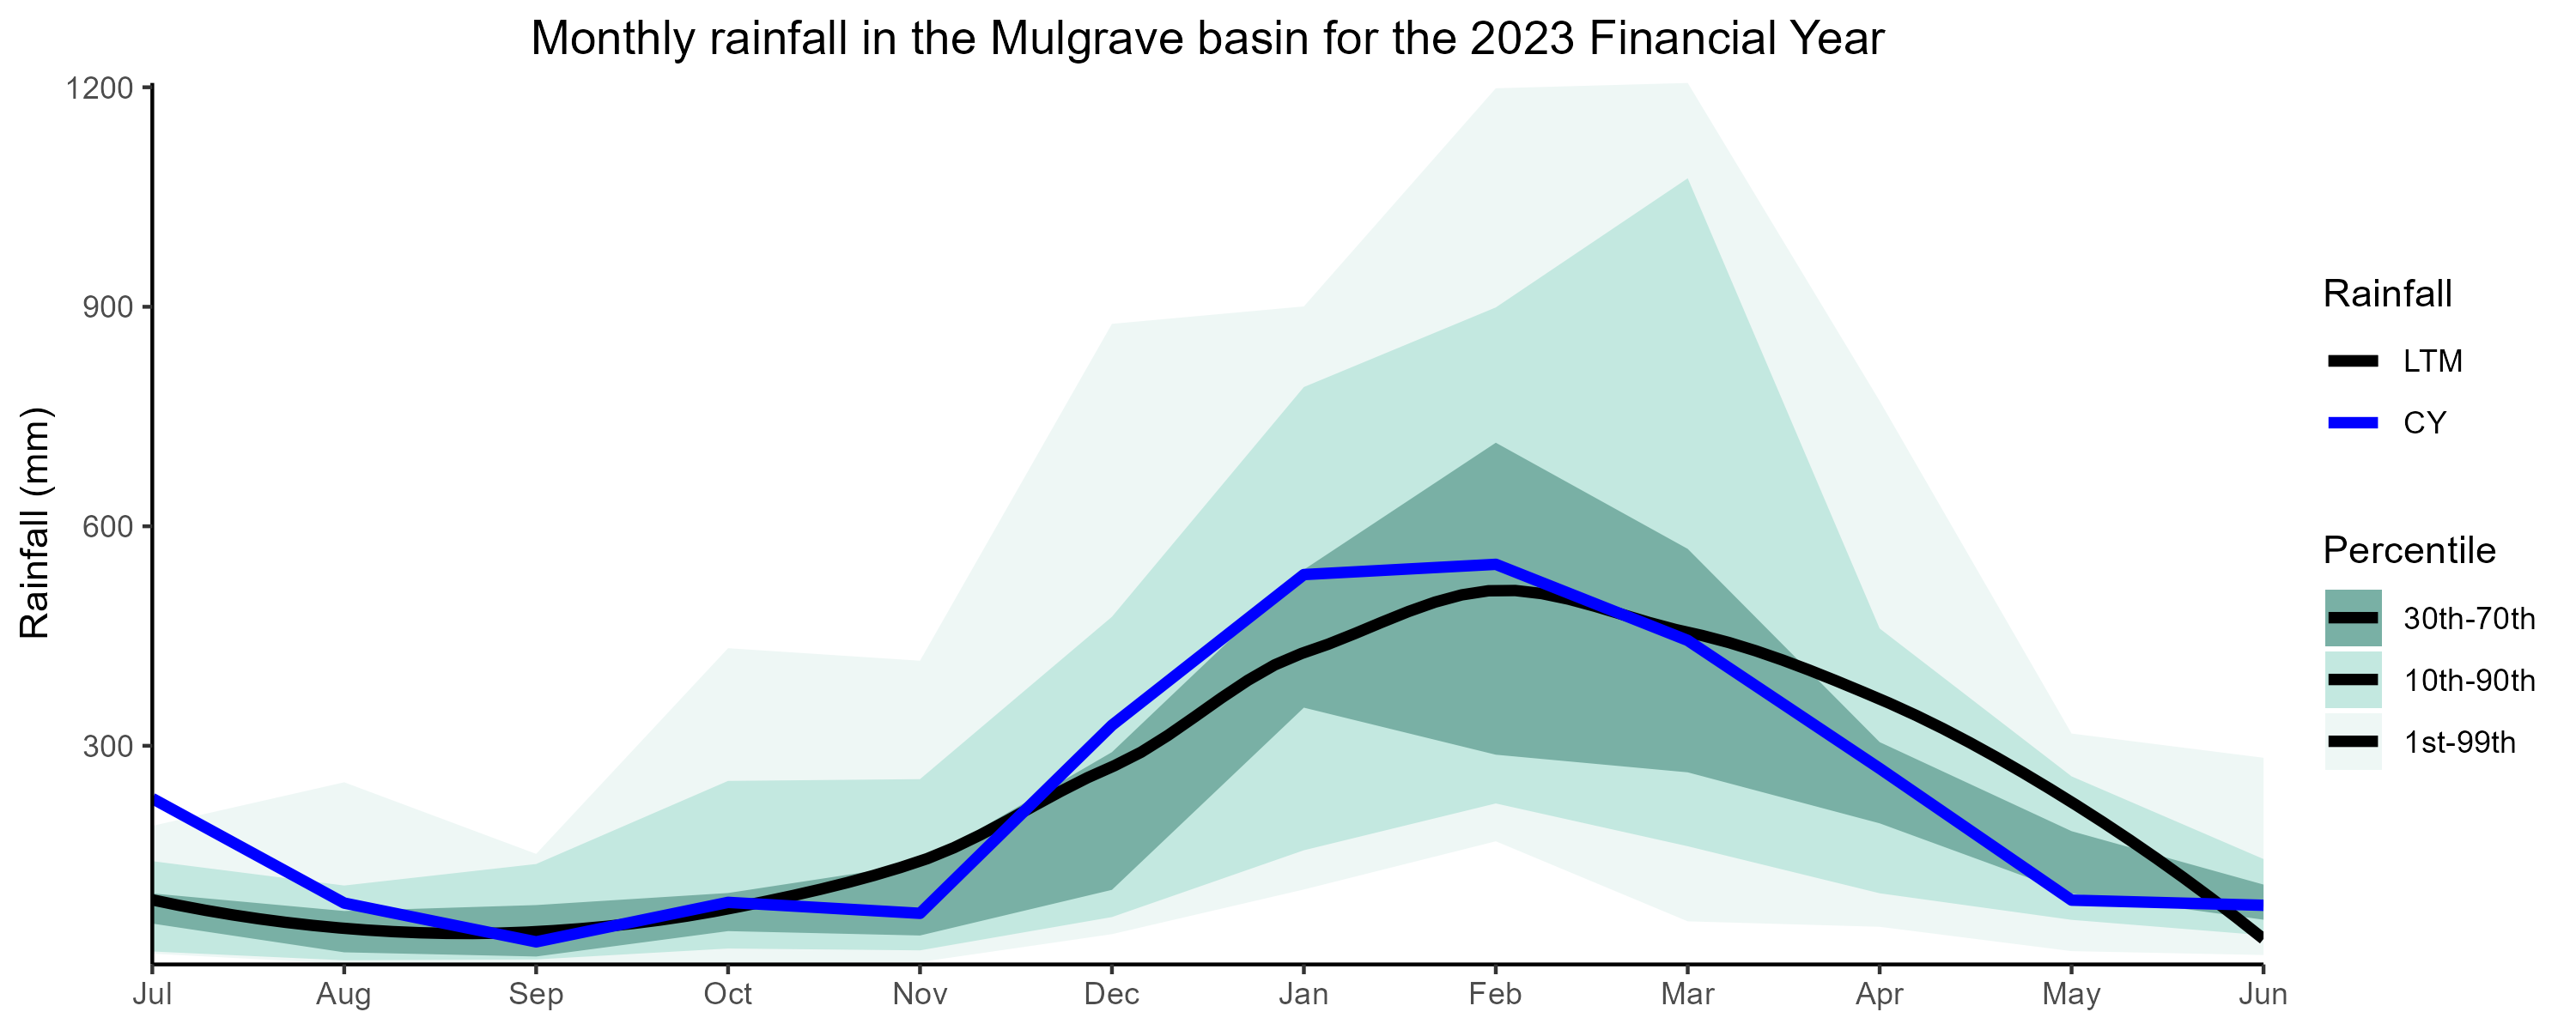 Monthly rainfall in the Mulgrave basin for the 2023 Financial Year
1200
900
600
300
Rainfall (mm)
Jul Aug Sep Oct Nov Dec Jan Feb Mar Apr May Jun
Rainfall
LTM
CY
Percentile
30th-70th
10th-90th
1st-99th